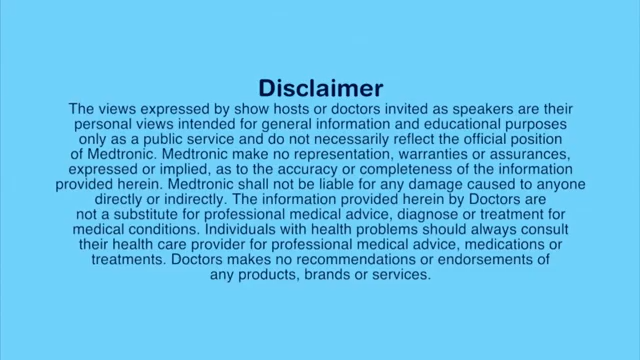 Disclaimer
The views expressed by show hosts or doctors invited as speakers are their
personal views intended for general information and educational purposes
only as a public service and do not necessarily reflect the official position
of Medtronic. Medtronic make no representation, warranties or assurances,
expressed or implied, as to the accuracy or completeness of the information
provided herein. Medtronic shall not be liable for any damage caused to anyone
directly or indirectly. The information provided herein by Doctors are
not a substitute for professional medical advice, diagnose or treatment for
medical conditions. Individuals with health problems should always consult
their health care provider for professional medical advice, medications or
treatments. Doctors makes no recommendations or endorsements of
any products, brands or services.